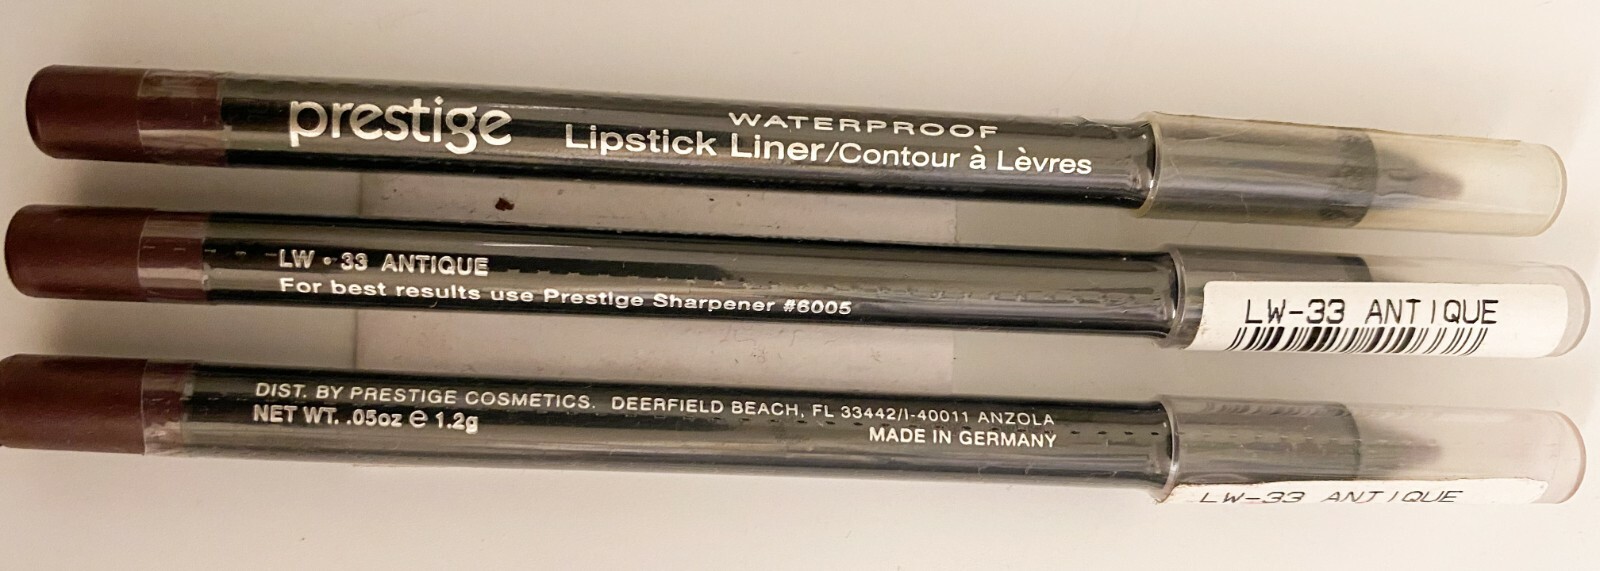 prestige
WATERPROOF
Lipstick Liner/Contour à Lèvres
LW • 33 ANTIQUE
For best results use Prestige Sharpener #6005
LW-33 ANTIQUE
DIST. BY PRESTIGE COSMETICS. DEERFIELD BEACH, FL 33442/I-40011 ANZOLA
NET WT. .05oz ℮ 1.2g
MADE IN GERMANY
LW-33 ANTIQUE